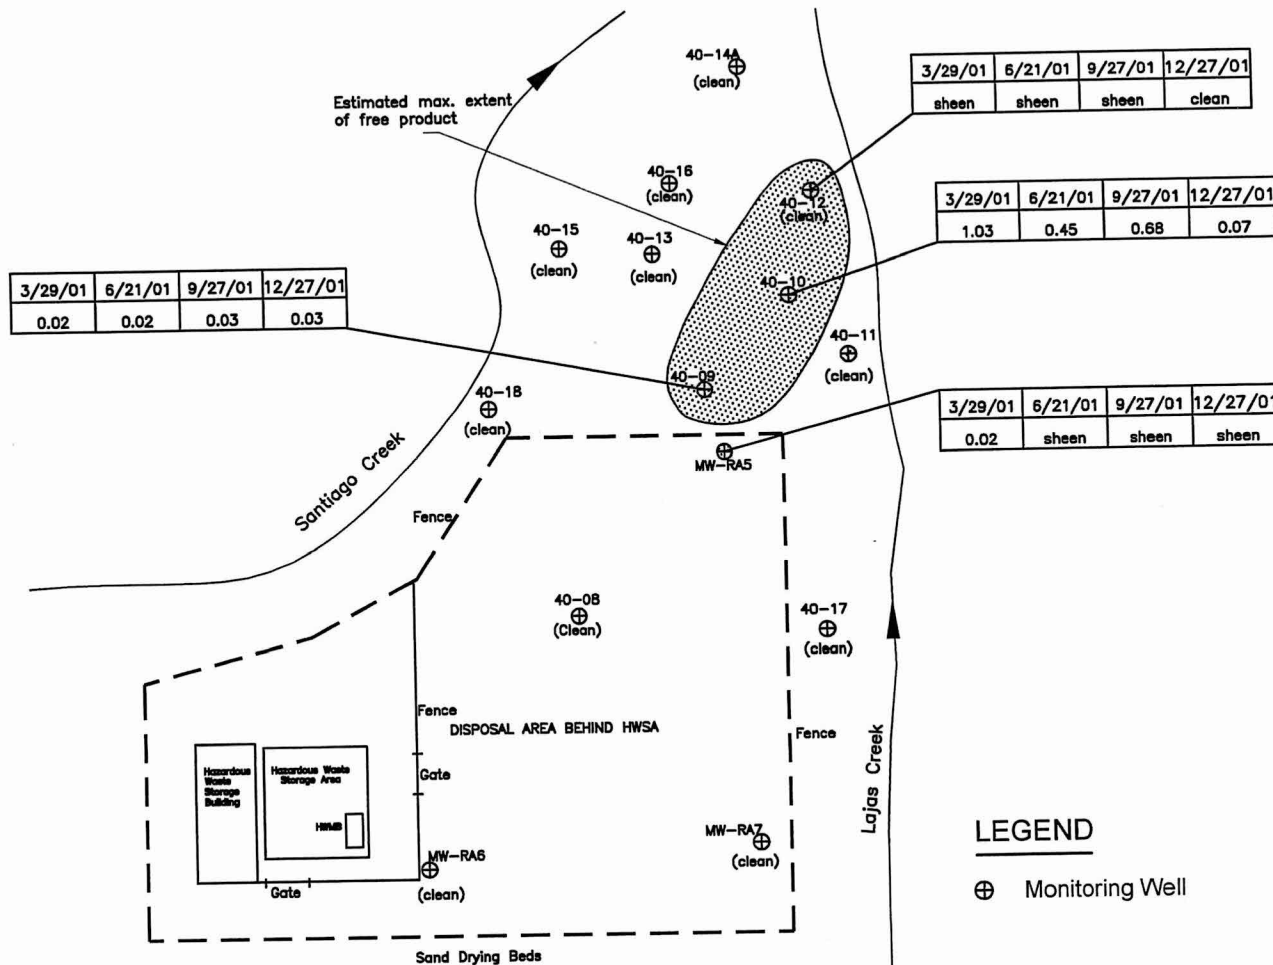 40-14A
(clean)
3/29/01 6/21/01 9/27/01 12/27/01
sheen sheen sheen clean
Estimated max. extent
of free product
40-16
(clean)
40-12
(clean)
3/29/01 6/21/01 9/27/01 12/27/01
1.03 0.45 0.68 0.07
40-15
(clean)
40-13
(clean)
40-10
3/29/01 6/21/01 9/27/01 12/27/01
0.02 0.02 0.03 0.03
40-11
(clean)
40-09
40-18
(clean)
3/29/01 6/21/01 9/27/01 12/27/01
0.02 sheen sheen sheen
MW-RA5
Santiago Creek
Fence
40-08
(Clean)
40-17
(clean)
Fence
DISPOSAL AREA BEHIND HWSA
Fence
Hazardous
Waste
Storage
Building
Hazardous Waste
Storage Area
Gate
HWMB
Lajas Creek
MW-RA7
(clean)
MW-RA6
(clean)
Gate
LEGEND
Monitoring Well
Sand Drying Beds